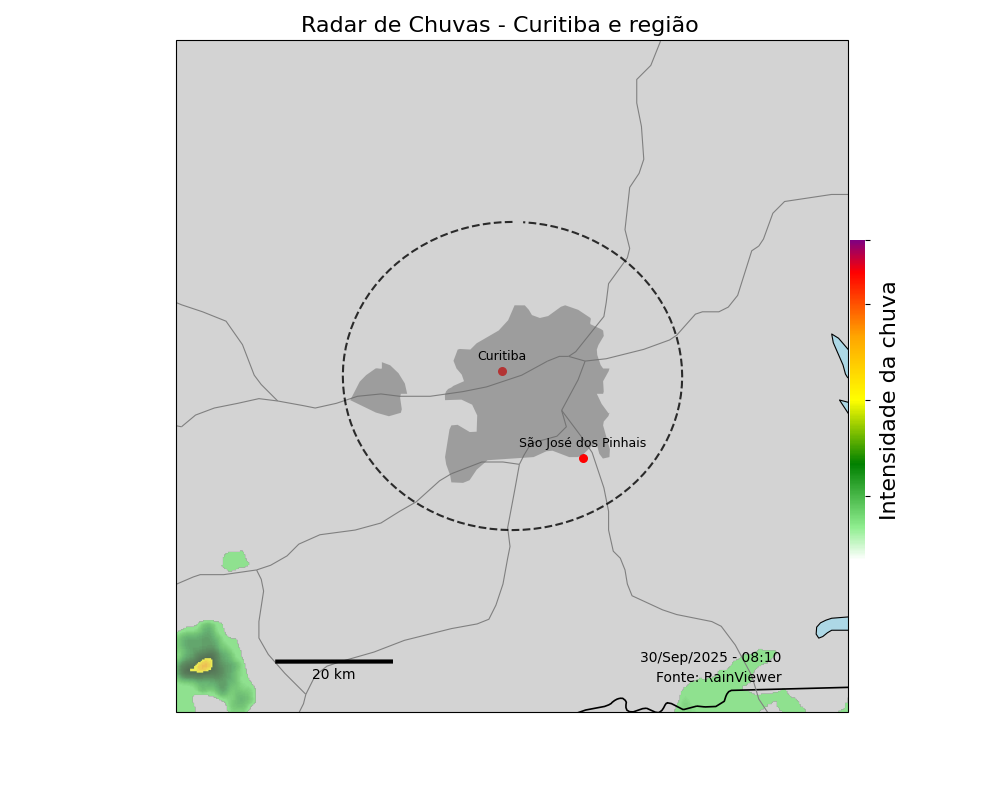 Radar de Chuvas - Curitiba e região
Curitiba
São José dos Pinhais
Intensidade da chuva
20 km
30/Sep/2025 - 08:10
Fonte: RainViewer